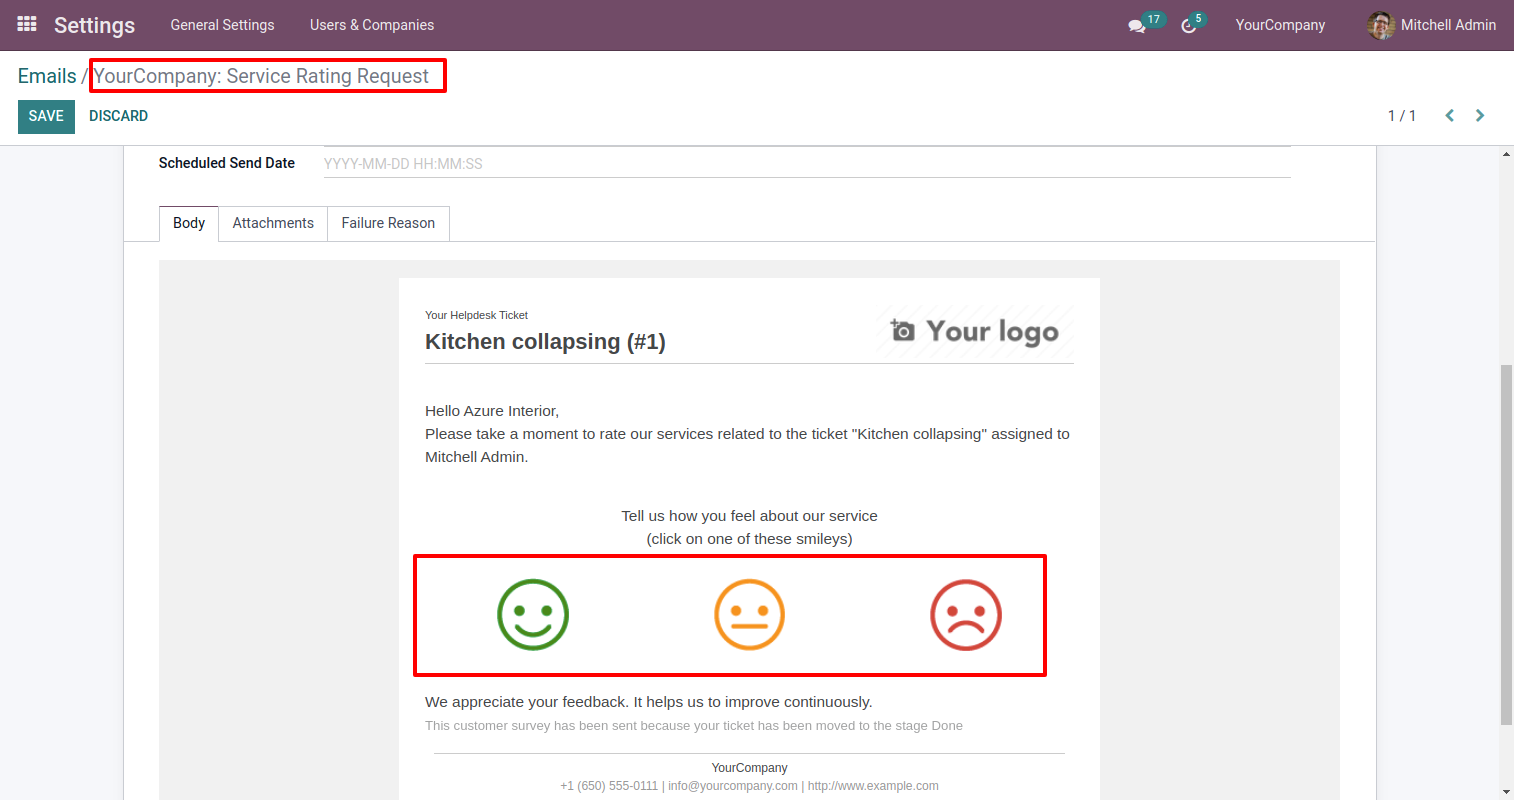 Settings General Settings Users & Companies 17 5 YourCompany Mitchell Admin
Emails / YourCompany: Service Rating Request
SAVE DISCARD 1 / 1
Scheduled Send Date YYYY-MM-DD HH:MM:SS
Body Attachments Failure Reason
Your Helpdesk Ticket
Kitchen collapsing (#1)
Your logo
Hello Azure Interior,
Please take a moment to rate our services related to the ticket "Kitchen collapsing" assigned to
Mitchell Admin.
Tell us how you feel about our service
(click on one of these smileys)
We appreciate your feedback. It helps us to improve continuously.
This customer survey has been sent because your ticket has been moved to the stage Done
YourCompany
+1 (650) 555-0111 | info@yourcompany.com | http://www.example.com